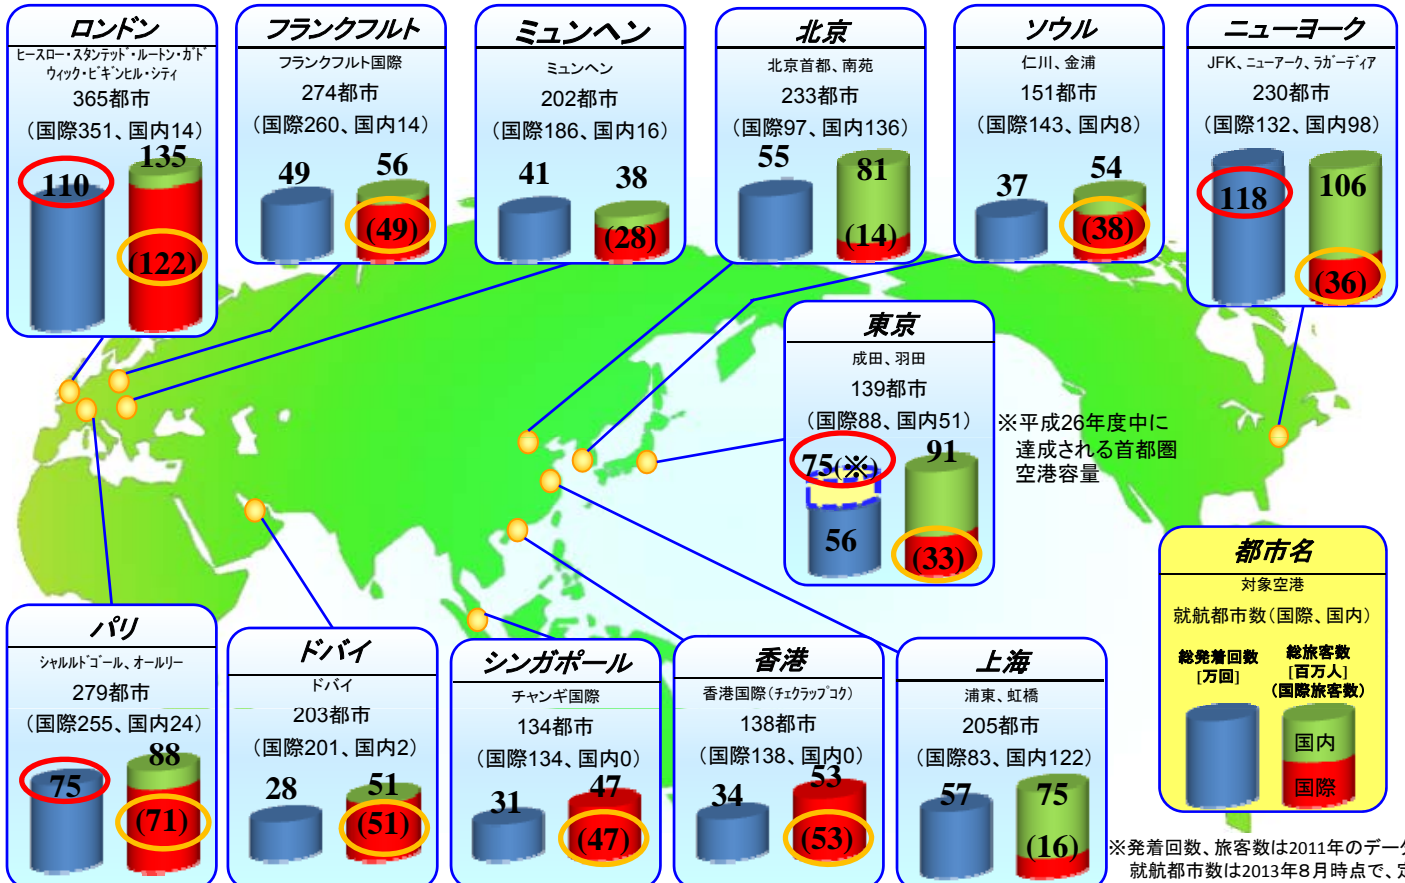 ロンドン
ヒースロー・スタンテッド・ルートン・ガト
ウィック・ビギンヒル・シティ
365都市
(国際351、国内14)
110
135
(122)
フランクフルト
フランクフルト国際
274都市
(国際260、国内14)
49
56
(49)
ミュンヘン
ミュンヘン
202都市
(国際186、国内16)
41
38
(28)
北京
北京首都、南苑
233都市
(国際97、国内136)
55
81
(14)
ソウル
仁川、金浦
151都市
(国際143、国内8)
37
54
(38)
ニューヨーク
JFK、ニューアーク、ラガーディア
230都市
(国際132、国内98)
118
106
(36)
東京
成田、羽田
139都市
(国際88、国内51)
75(※)
56
91
(33)
※平成26年度中に
達成される首都圏
空港容量
パリ
シャルルドゴール、オールリー
279都市
(国際255、国内24)
75
88
(71)
ドバイ
ドバイ
203都市
(国際201、国内2)
28
51
(51)
シンガポール
チャンギ国際
134都市
(国際134、国内0)
31
47
(47)
香港
香港国際(チェクラップコク)
138都市
(国際138、国内0)
34
53
(53)
上海
浦東、虹橋
205都市
(国際83、国内122)
57
75
(16)
都市名
対象空港
就航都市数(国際、国内)
総発着回数
[万回]
総旅客数
[百万人]
(国際旅客数)
国内
国際
※発着回数、旅客数は2011年のデータ
就航都市数は2013年8月時点で、定